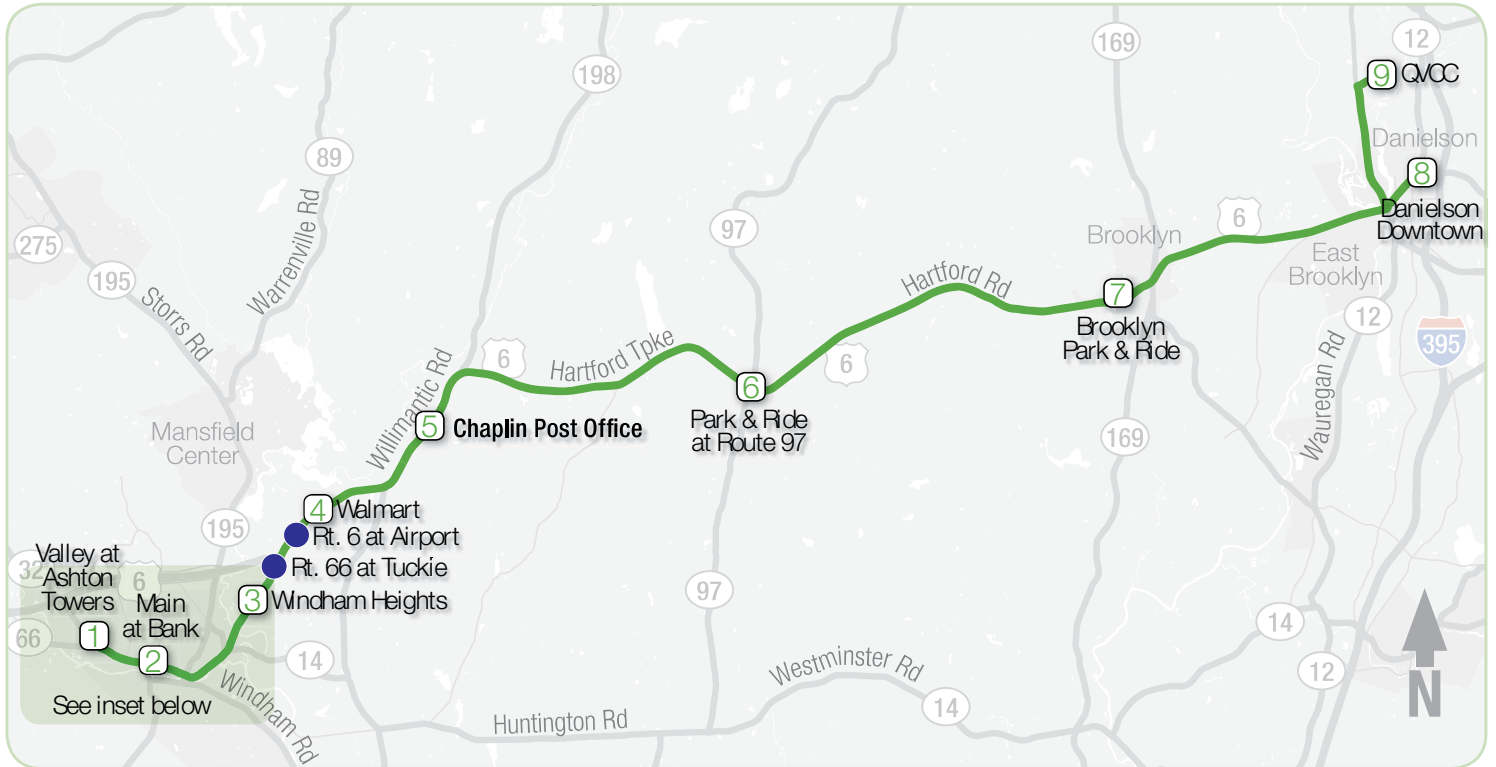 169
12
198
9 QVCC
89
Danielson
8
97
6
Danielson
Downtown
Brooklyn
275
Warrenville Rd
East
Brooklyn
195
Hartford Rd
7
Storrs Rd
Brooklyn
Park & Ride
12
395
Willimantic Rd
6
Hartford Tpke
6
6
Park & Ride
at Route 97
Wauregan Rd
5 Chaplin Post Office
Mansfield
Center
169
4 Walmart
195
Rt. 6 at Airport
Valley at
Ashton
Towers
32
6
Rt. 66 at Tuckie
Main
at Bank
3 Windham Heights
97
66
1
2
14
14
12
Westminster Rd
See inset below
Windham Rd
Huntington Rd
14
N